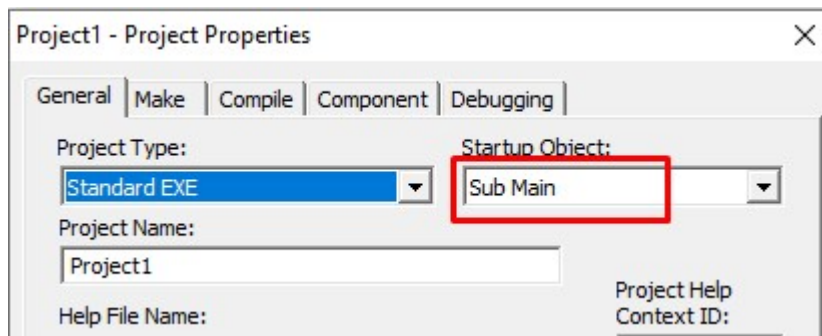 Project1 - Project Properties
General Make Compile Component Debugging
Project Type: Startup Object:
Standard EXE Sub Main
Project Name:
Project1
Project Help
Help File Name: Context ID: